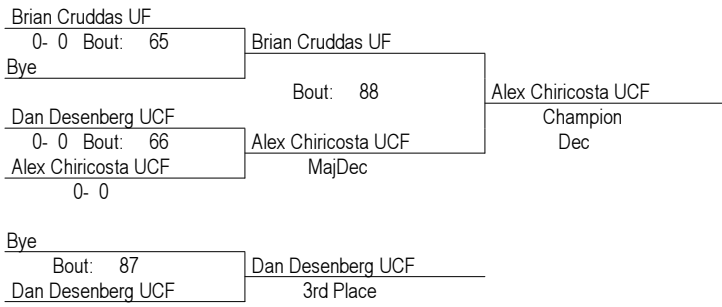 Brian Cruddas UF
0- 0 Bout: 65
Brian Cruddas UF
Bye
Bout: 88
Alex Chiricosta UCF
Dan Desenberg UCF
Champion
0- 0 Bout: 66
Alex Chiricosta UCF
Dec
Alex Chiricosta UCF
MajDec
0- 0
Bye
Bout: 87
Dan Desenberg UCF
Dan Desenberg UCF
3rd Place